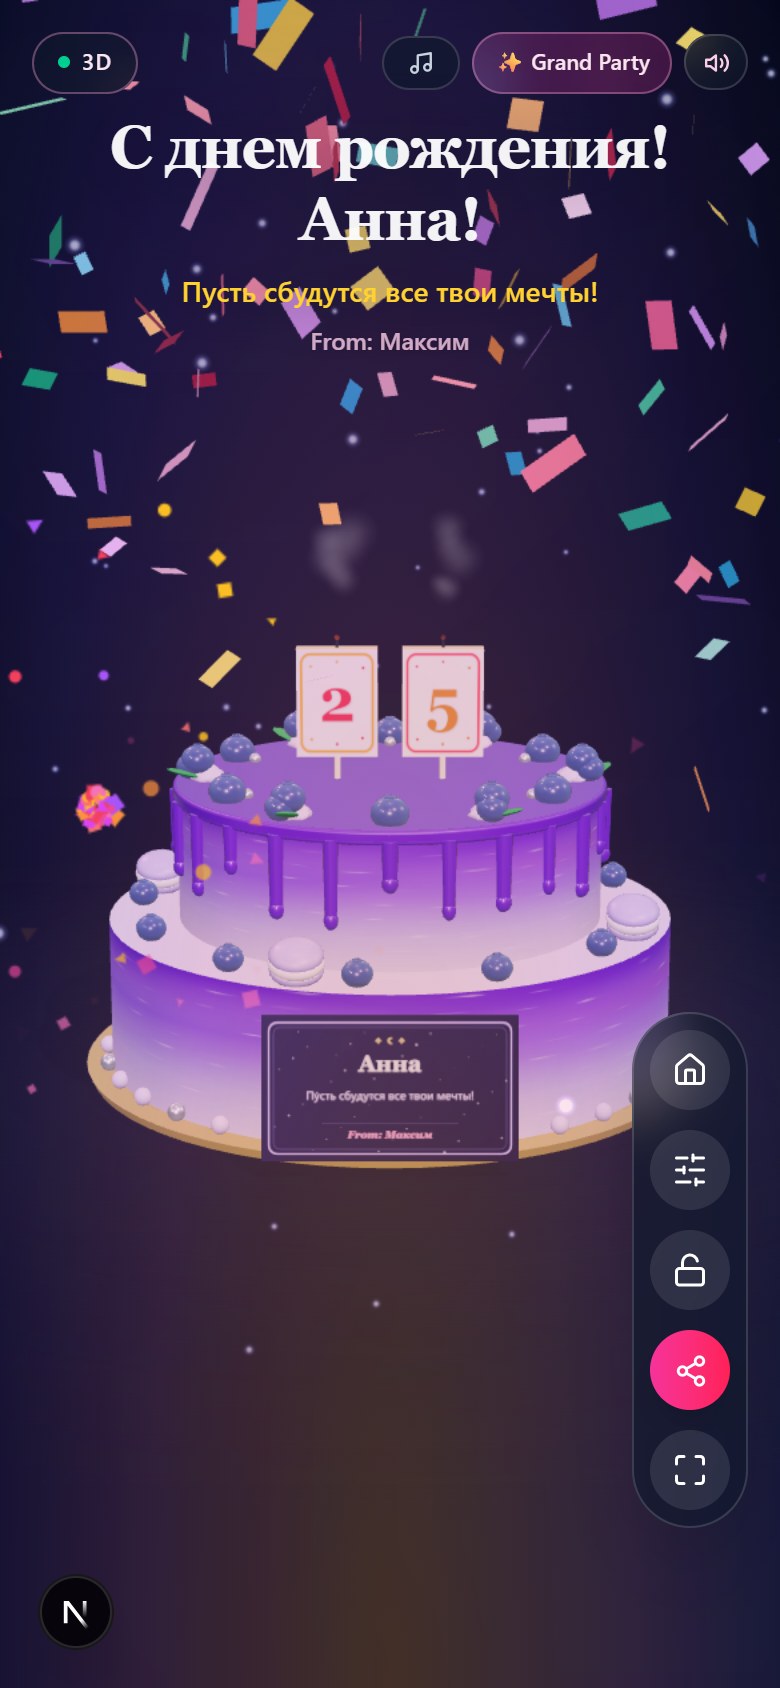 3D
Grand Party
С днем рождения!
Анна!
Пусть сбудутся все твои мечты!
From: Максим
2 5
Анна
Пусть сбудутся все твои мечты!
From: Максим
N